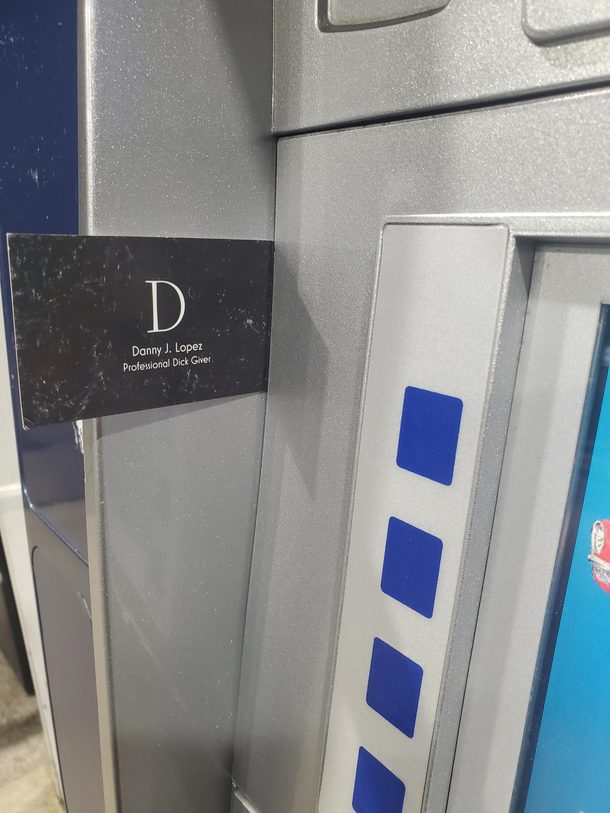 D
Danny J. Lopez
Professional Dick Giver